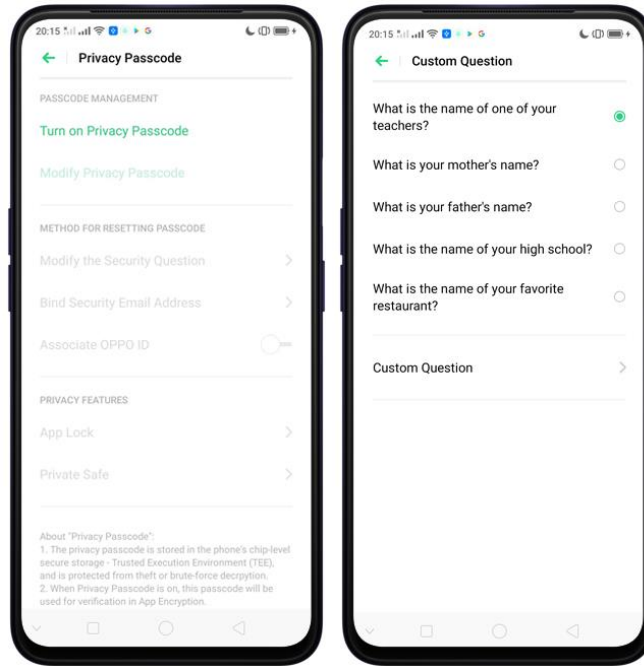 20:15
Privacy Passcode
PASSCODE MANAGEMENT
Turn on Privacy Passcode
Modify Privacy Passcode
METHOD FOR RESETTING PASSCODE
Modify the Security Question
Bind Security Email Address
Associate OPPO ID
PRIVACY FEATURES
App Lock
Private Safe
About "Privacy Passcode":
1. The privacy passcode is stored in the phone's chip-level
secure storage - Trusted Execution Environment (TEE),
and is protected from theft or brute-force decrpytion.
2. When Privacy Passcode is on, this passcode will be
used for verification in App Encryption.
20:15
Custom Question
What is the name of one of your
teachers?
What is your mother's name?
What is your father's name?
What is the name of your high school?
What is the name of your favorite
restaurant?
Custom Question